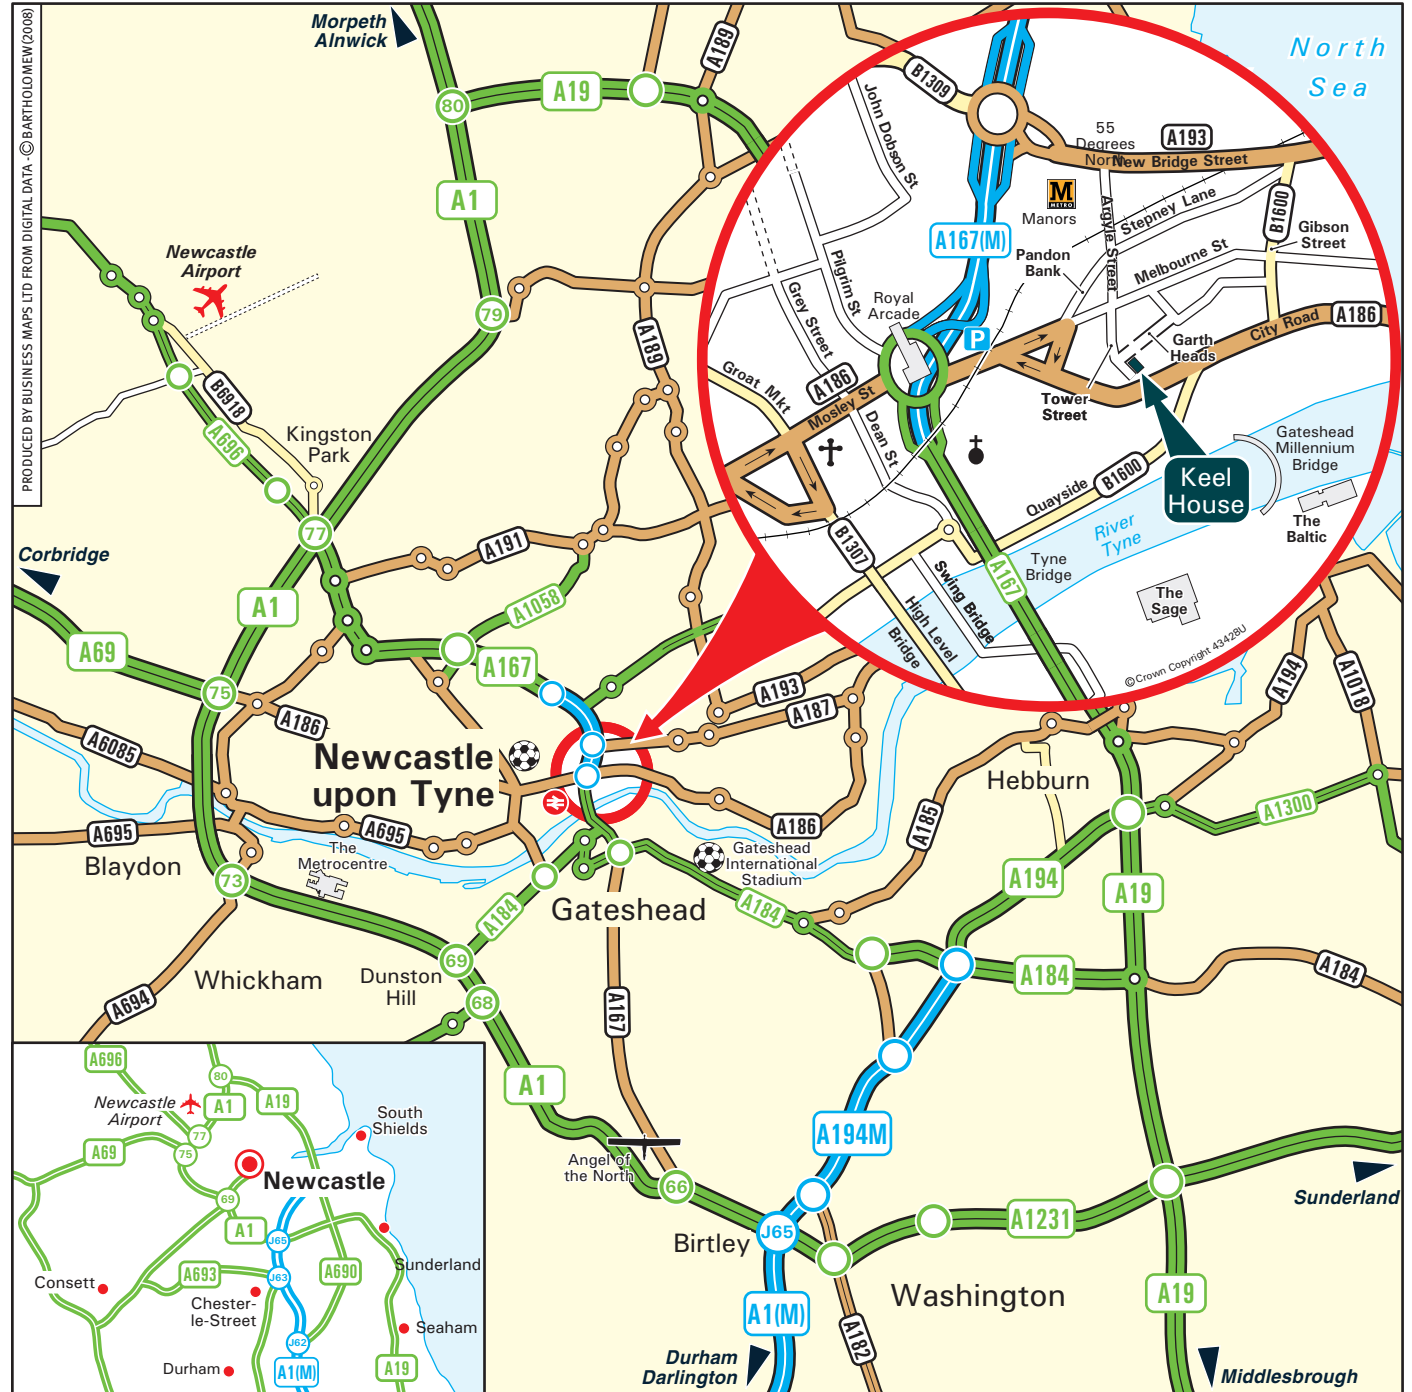 PRODUCED BY BUSINESS MAPS LTD FROM DIGITAL DATA - ©BARTHOLOMEW(2008)
Morpeth
Alnwick
A19
80
A189
A1
North
Sea
B1309
John Dobson St
55
Degrees
North
A193
New Bridge Street
M
METRO
Manors
Argyle Street
Stepney Lane
B1600
Gibson
Street
A167(M)
Pandon
Bank
Melbourne St
Pilgrim St
Grey Street
Royal
Arcade
P
City Road
A186
Garth
Heads
Groat Mkt
A186
Mosley St
Dean St
Tower
Street
Keel
House
Gateshead
Millennium
Bridge
B1600
Quayside
The
Baltic
River
Tyne
B1307
Tyne
Bridge
A167
Swing Bridge
High Level
Bridge
The
Sage
©Crown Copyright 43428U
Newcastle
Airport
79
A189
B6918
A696
Kingston
Park
77
A191
Corbridge
A1
A1058
A69
A167
75
A186
A193
A187
A194
A1018
A6085
Newcastle
upon Tyne
Hebburn
A695
A695
A186
A185
A1300
Blaydon
The
Metrocentre
Gateshead
International
Stadium
73
A194
A19
A184
Gateshead
A184
69
Whickham
Dunston
Hill
A184
A184
A694
68
A167
A1
A194M
Angel of
the North
66
Sunderland
J65
Birtley
A1231
Washington
A19
A1(M)
A182
Durham
Darlington
Middlesbrough
A696
80
Newcastle
Airport
A1
A19
South
Shields
77
A69
75
Newcastle
69
A1
J65
Sunderland
A693
J63
A690
Consett
Chester-
le-Street
Seaham
J62
Durham
A1(M)
A19